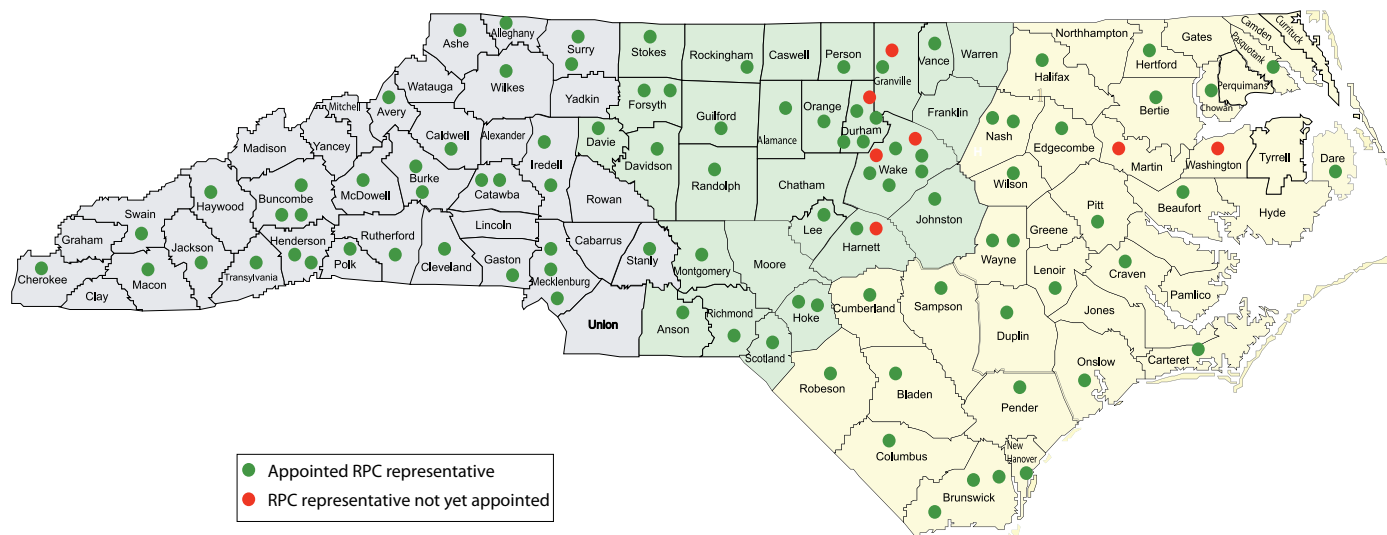 Ashe
Alleghany
Surry
Stokes
Rockingham
Caswell
Person
Granville
Vance
Warren
Northhampton
Gates
Camden
Currituck
Pasquotank
Perquimans
Chowan
Hertford
Halifax
Bertie
Watauga
Wilkes
Yadkin
Forsyth
Guilford
Alamance
Orange
Durham
Franklin
Nash
Edgecombe
Martin
Washington
Tyrrell
Dare
Mitchell
Avery
Caldwell
Alexander
Iredell
Davie
Davidson
Randolph
Chatham
Wake
Wilson
Pitt
Beaufort
Hyde
Madison
Yancey
McDowell
Burke
Catawba
Rowan
Lee
Harnett
Johnston
Greene
Wayne
Lenoir
Craven
Pamlico
Swain
Haywood
Buncombe
Rutherford
Lincoln
Cabarrus
Stanly
Montgomery
Moore
Graham
Jackson
Henderson
Polk
Cleveland
Gaston
Mecklenburg
Cherokee
Clay
Macon
Transylvania
Union
Anson
Richmond
Scotland
Hoke
Cumberland
Sampson
Duplin
Jones
Carteret
Onslow
Robeson
Bladen
Pender
Columbus
New
Hanover
Brunswick
Appointed RPC representative
RPC representative not yet appointed